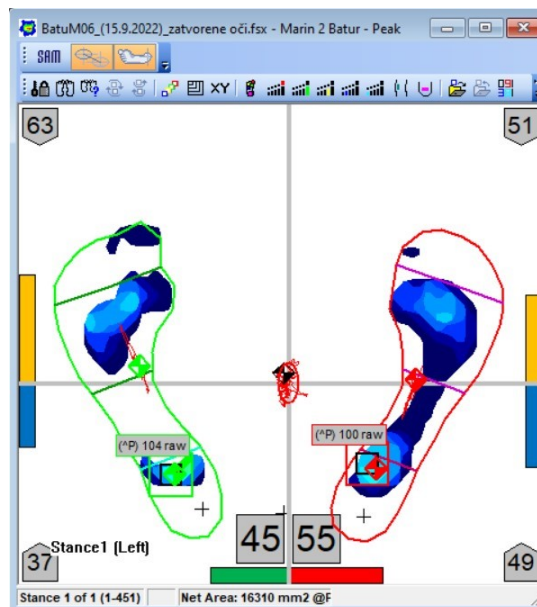 BatuM06_(15.9.2022)_zatvorene oči.fsx - Marin 2 Batur - Peak
SAM
XY
63
51
(^P) 104 raw
(^P) 100 raw
Stance1 (Left)
45
55
37
49
Stance 1 of 1 (1-451)
Net Area: 16310 mm2 @F